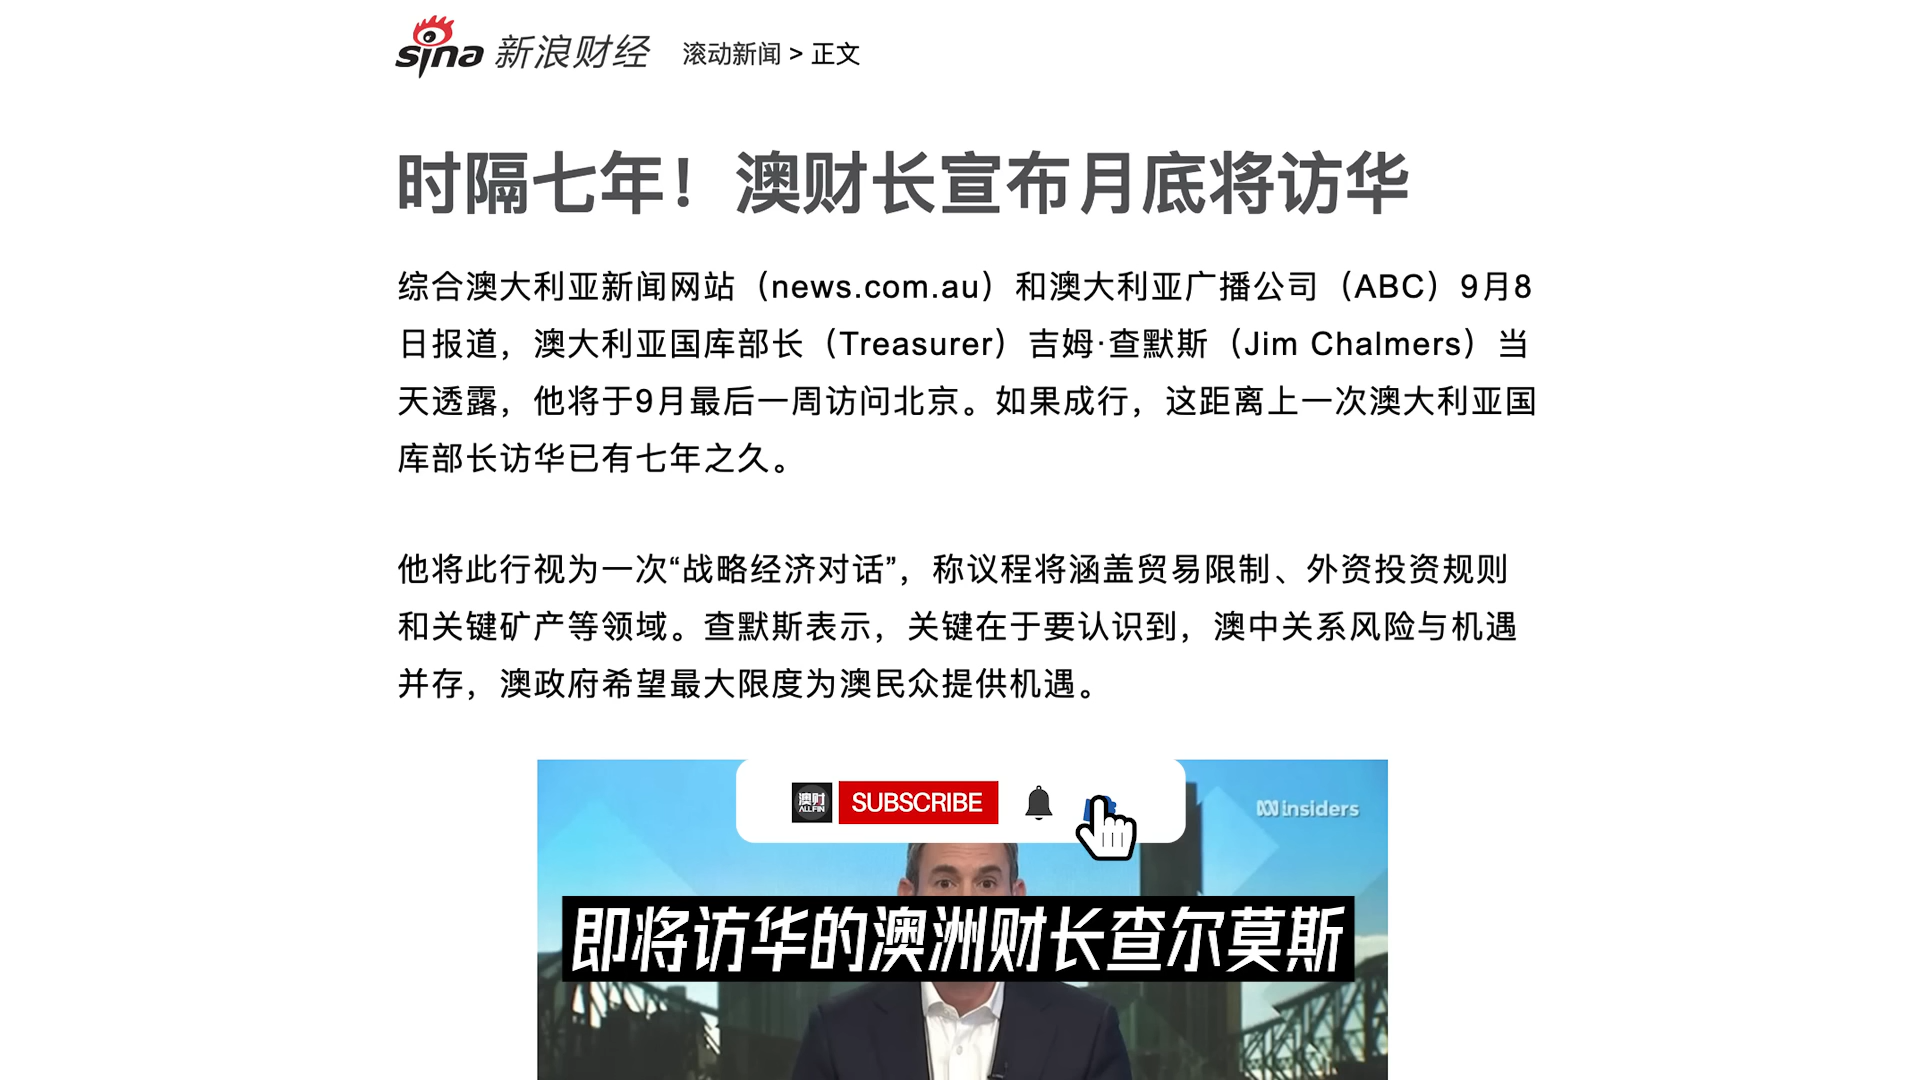 sina 新浪财经 滚动新闻 > 正文
时隔七年！澳财长宣布月底将访华
综合澳大利亚新闻网站（news.com.au）和澳大利亚广播公司（ABC）9月8
日报道，澳大利亚国库部长（Treasurer）吉姆·查默斯（Jim Chalmers）当
天透露，他将于9月最后一周访问北京。如果成行，这距离上一次澳大利亚国
库部长访华已有七年之久。
他将此行视为一次“战略经济对话”，称议程将涵盖贸易限制、外资投资规则
和关键矿产等领域。查默斯表示，关键在于要认识到，澳中关系风险与机遇
并存，澳政府希望最大限度为澳民众提供机遇。
澳财
ALLFIN
SUBSCRIBE
insiders
即将访华的澳洲财长查尔莫斯